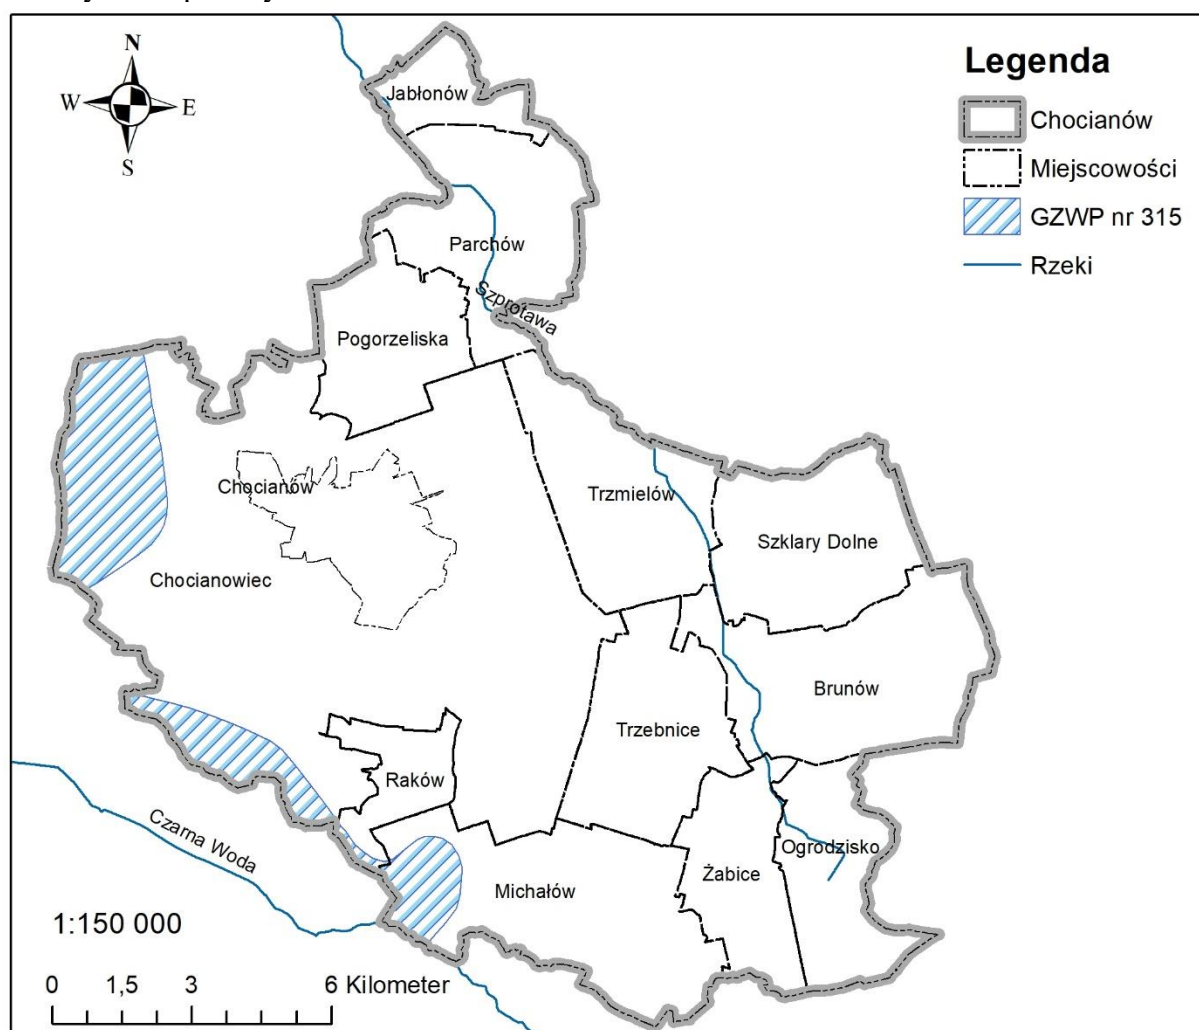 N
W
E
S
Legenda
Chocianów
Miejscowości
GZWP nr 315
Rzeki
Jabłonów
Parchów
Szprotawa
Pogorzeliska
Chocianów
Trzmielów
Szklary Dolne
Chocianowiec
Brunów
Trzebnice
Raków
Czarna Woda
Ogrodzisko
Żabice
Michałów
1:150 000
0 1,5 3 6 Kilometer